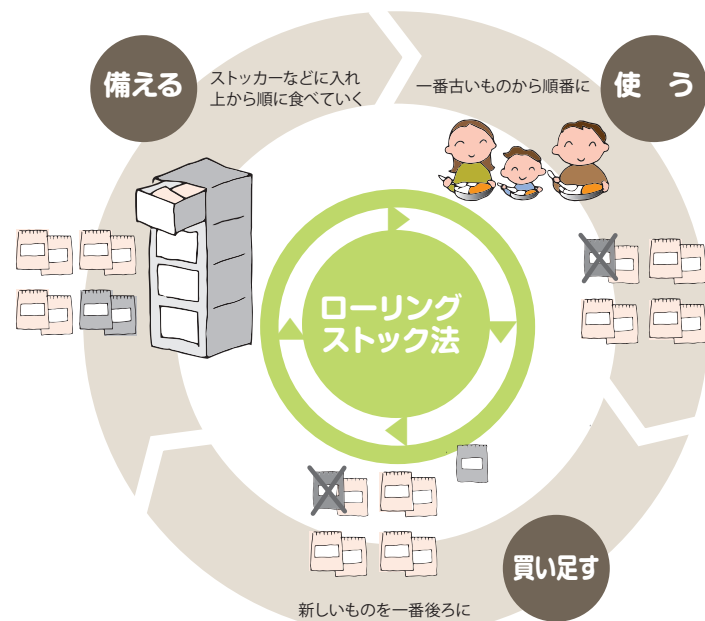 備える
ストッカーなどに入れ
上から順に食べていく
一番古いものから順番に
使　う
ローリング
ストック法
買い足す
新しいものを一番後ろに